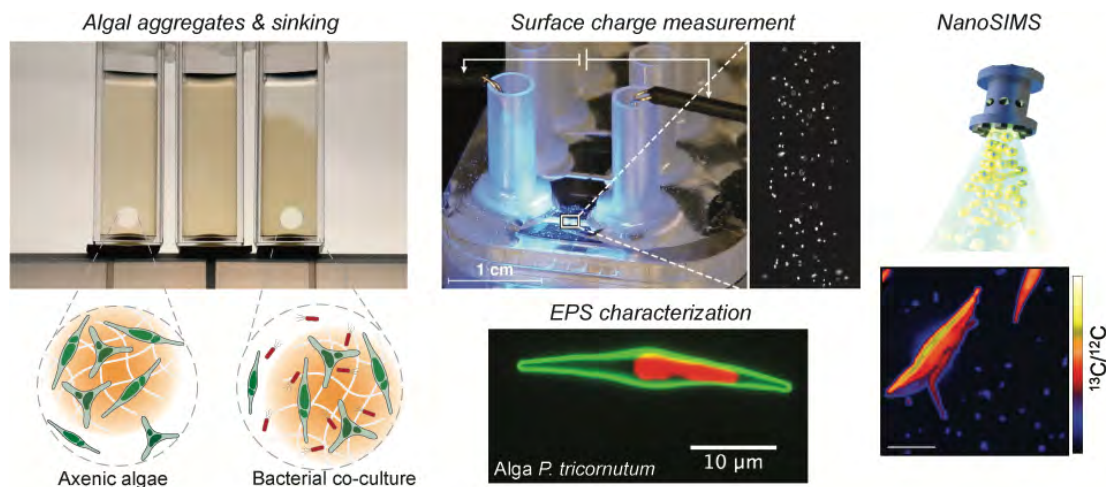 Algal aggregates & sinking
Surface charge measurement
NanoSIMS
1 cm
EPS characterization
13C/12C
10 µm
Alga P. tricornutum
Axenic algae
Bacterial co-culture